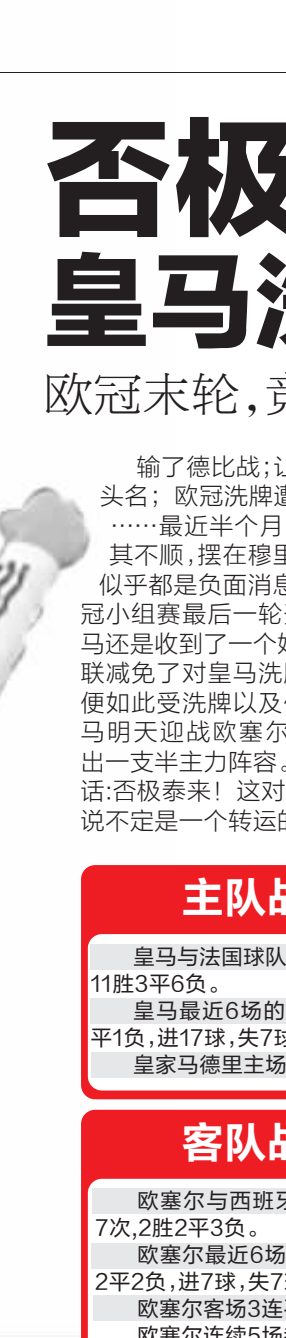 否极
皇马
欧冠末轮,
输了德比战;
头名；欧冠洗牌遭
……最近半个月
其不顺,摆在穆里
似乎都是负面消息
冠小组赛最后一轮
马还是收到了一个
联减免了对皇马洗
便如此受洗牌以及
马明天迎战欧塞尔
出一支半主力阵容。
话:否极泰来！这对
说不定是一个转运的
主队战
皇马与法国球队
11胜3平6负。
皇马最近6场的
平1负,进17球,失7球
皇家马德里主场
客队战
欧塞尔与西班牙
7次,2胜2平3负。
欧塞尔最近6场
2平2负,进7球,失7
欧塞尔客场3连
欧塞尔连续5场